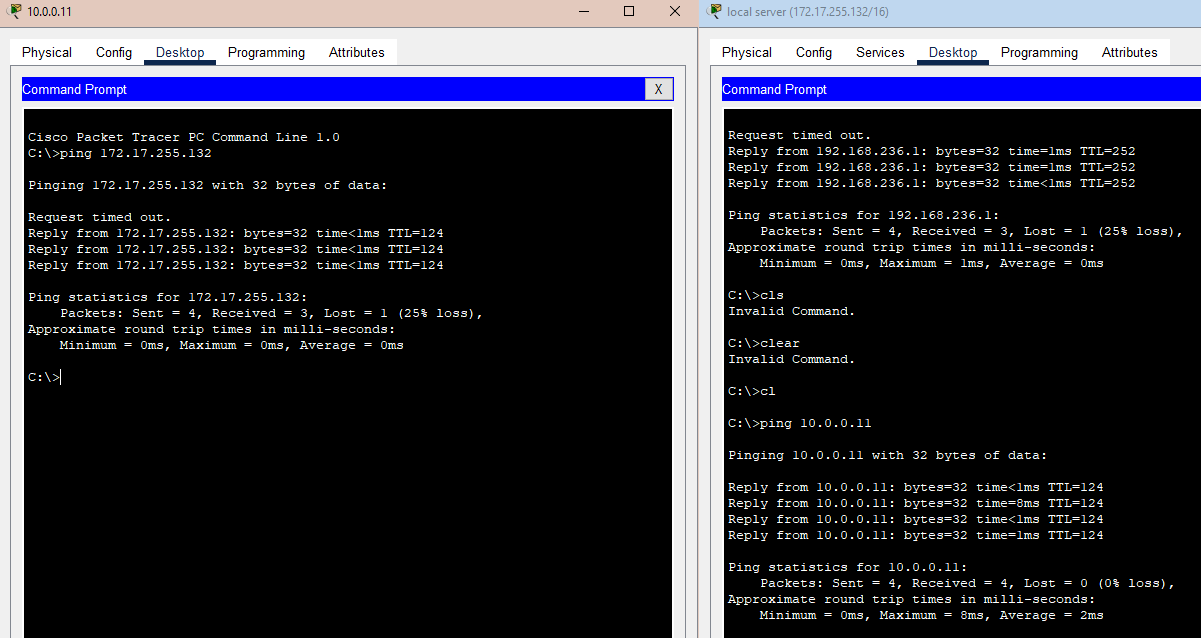 10.0.0.11
Physical Config Desktop Programming Attributes
Command Prompt
X
Cisco Packet Tracer PC Command Line 1.0
C:\>ping 172.17.255.132
Pinging 172.17.255.132 with 32 bytes of data:
Request timed out.
Reply from 172.17.255.132: bytes=32 time<1ms TTL=124
Reply from 172.17.255.132: bytes=32 time<1ms TTL=124
Reply from 172.17.255.132: bytes=32 time<1ms TTL=124
Ping statistics for 172.17.255.132:
Packets: Sent = 4, Received = 3, Lost = 1 (25% loss),
Approximate round trip times in milli-seconds:
Minimum = 0ms, Maximum = 0ms, Average = 0ms
C:\>
local server (172.17.255.132/16)
Physical Config Services Desktop Programming Attributes
Command Prompt
Request timed out.
Reply from 192.168.236.1: bytes=32 time=1ms TTL=252
Reply from 192.168.236.1: bytes=32 time=1ms TTL=252
Reply from 192.168.236.1: bytes=32 time<1ms TTL=252
Ping statistics for 192.168.236.1:
Packets: Sent = 4, Received = 3, Lost = 1 (25% loss),
Approximate round trip times in milli-seconds:
Minimum = 0ms, Maximum = 1ms, Average = 0ms
C:\>cls
Invalid Command.
C:\>clear
Invalid Command.
C:\>cl
C:\>ping 10.0.0.11
Pinging 10.0.0.11 with 32 bytes of data:
Reply from 10.0.0.11: bytes=32 time<1ms TTL=124
Reply from 10.0.0.11: bytes=32 time=8ms TTL=124
Reply from 10.0.0.11: bytes=32 time<1ms TTL=124
Reply from 10.0.0.11: bytes=32 time=1ms TTL=124
Ping statistics for 10.0.0.11:
Packets: Sent = 4, Received = 4, Lost = 0 (0% loss),
Approximate round trip times in milli-seconds:
Minimum = 0ms, Maximum = 8ms, Average = 2ms